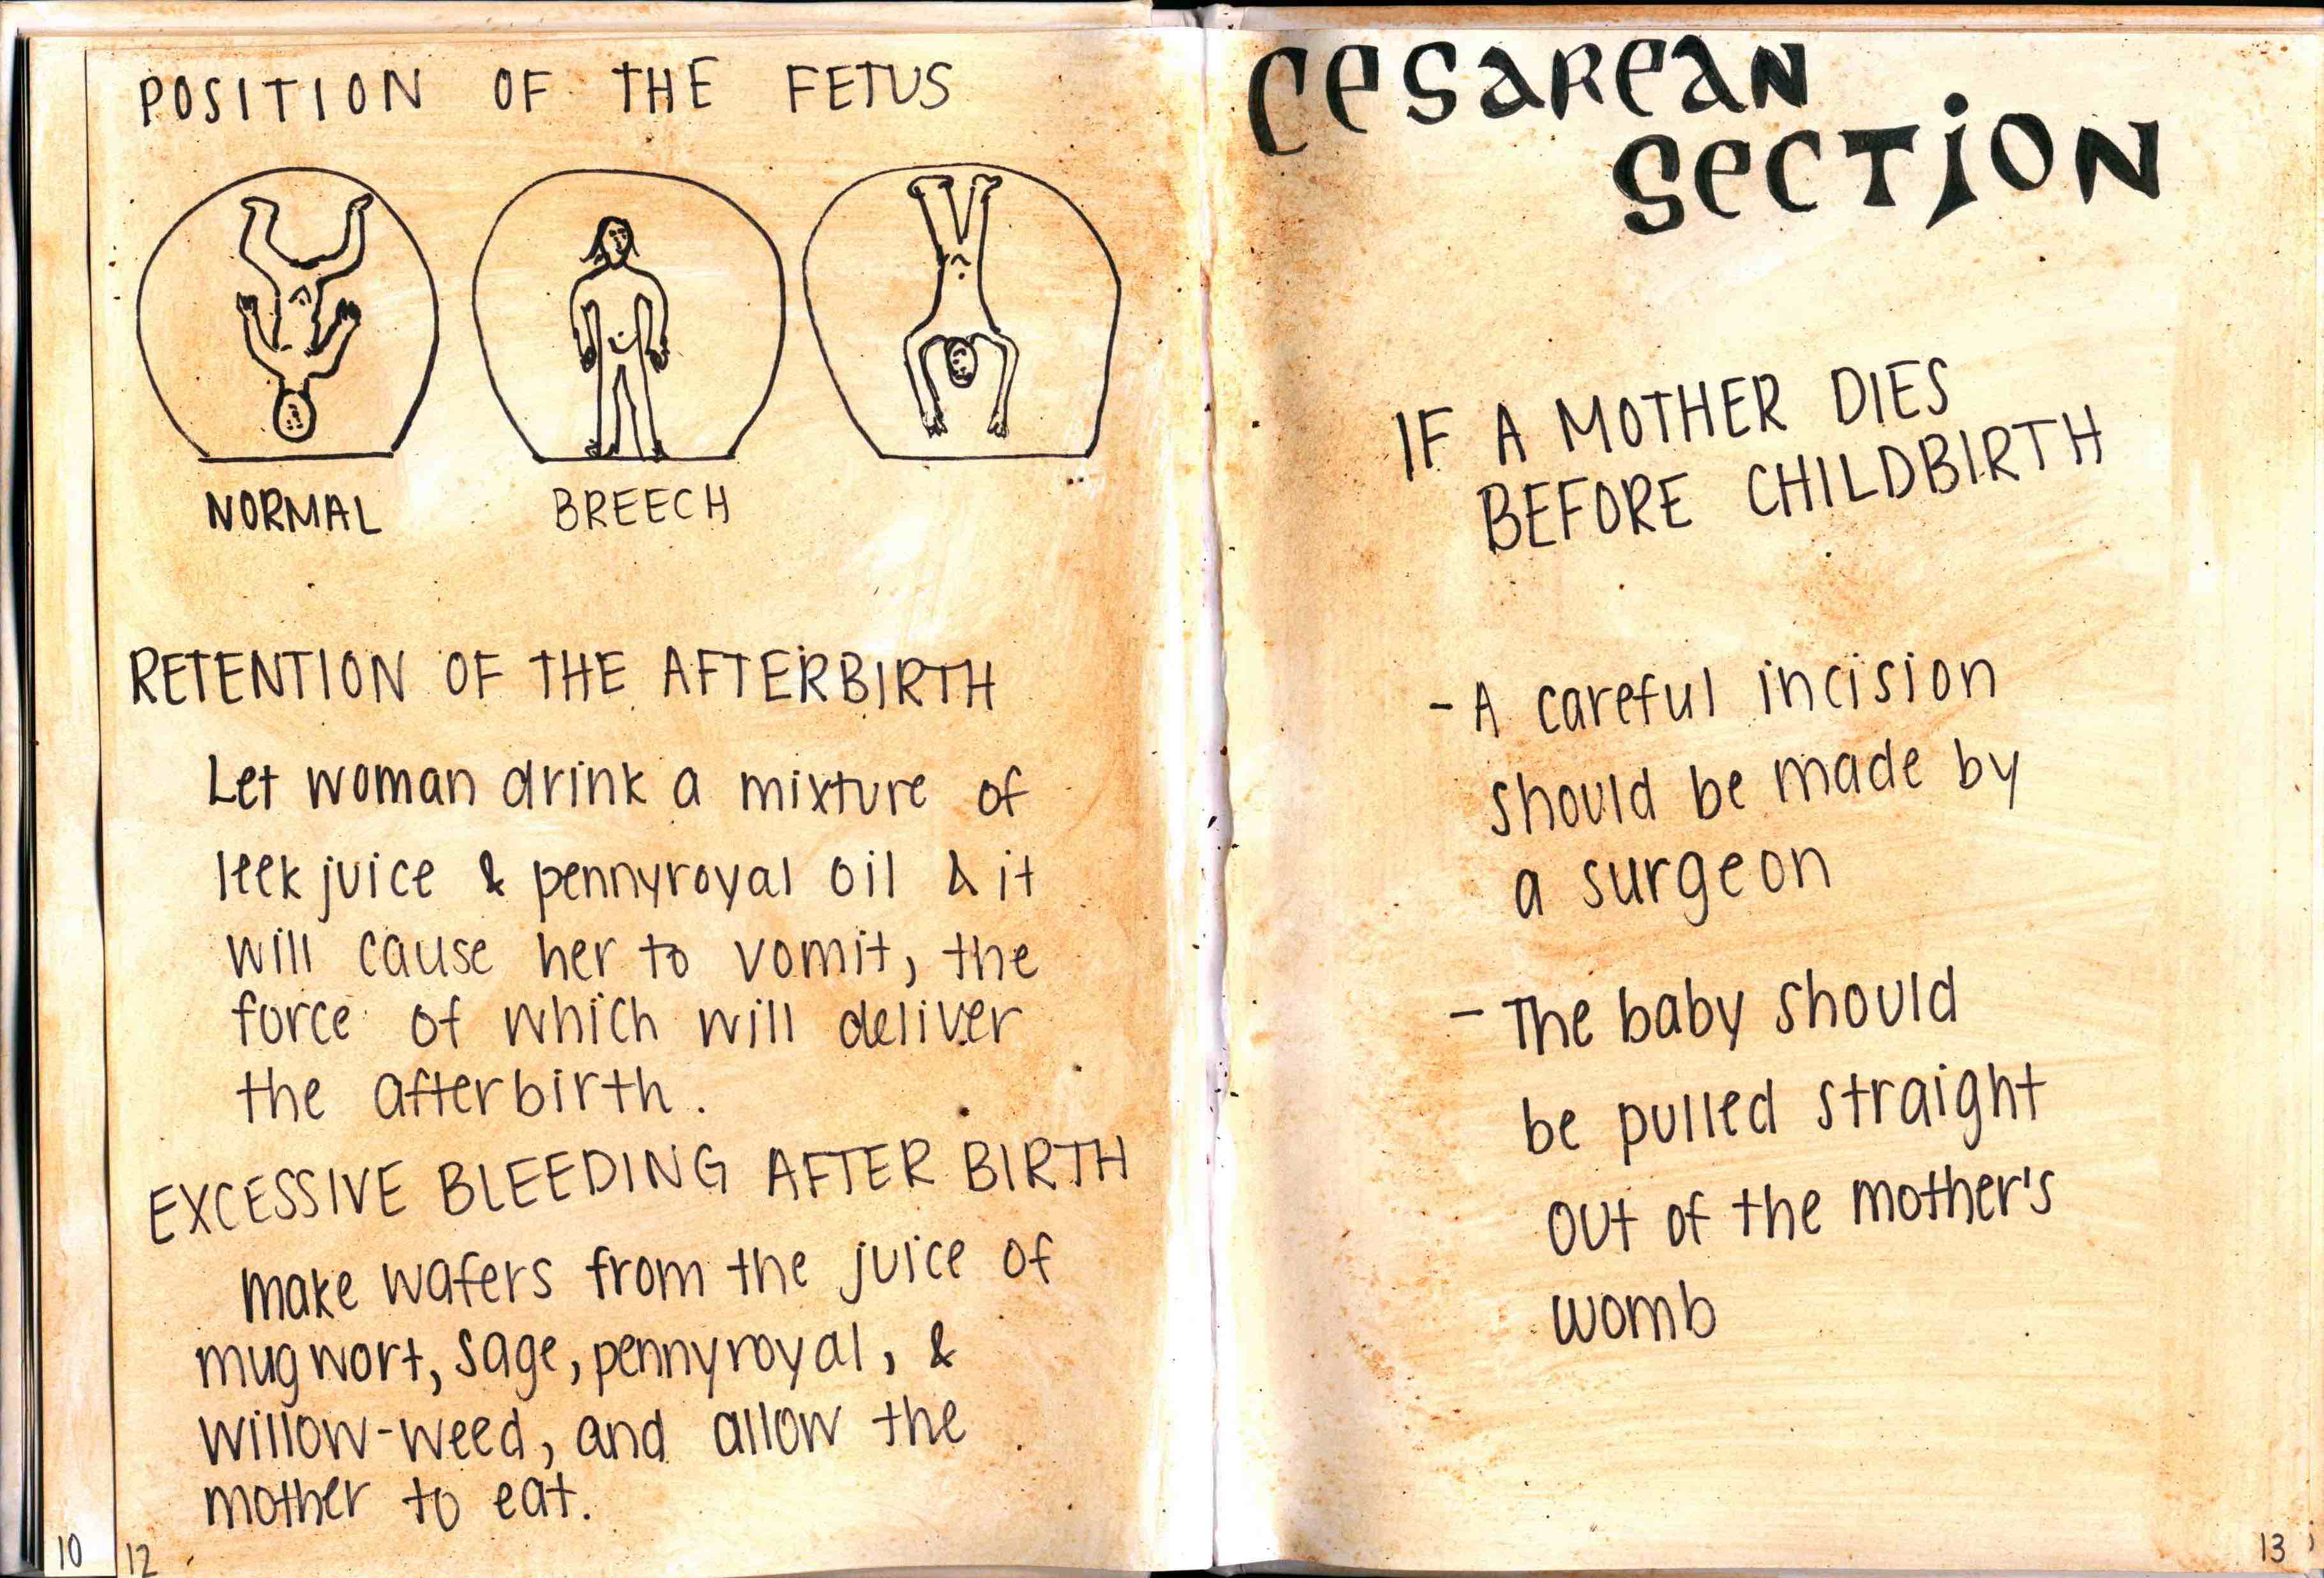 POSITION OF THE FETUS
NORMAL
BREECH
RETENTION OF THE AFTERBIRTH
Let woman drink a mixture of
leek juice & pennyroyal oil & it
will cause her to vomit, the
force of which will deliver
the afterbirth.
EXCESSIVE BLEEDING AFTER BIRTH
make wafers from the juice of
mugwort, sage, pennyroyal, &
willow-weed, and allow the
mother to eat.
10
12
CESAREAN
SECTION
IF A MOTHER DIES
BEFORE CHILDBIRTH
- A careful incision
should be made by
a surgeon
- The baby should
be pulled straight
out of the mother's
womb
13